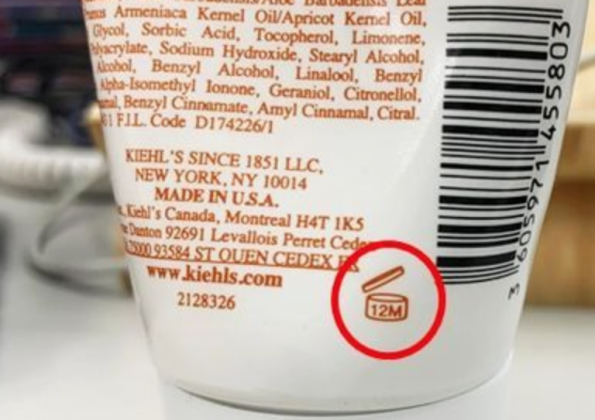 Armeniaca Kernel Oil/Apricot Kernel Oil,
Glycol, Sorbic Acid, Tocopherol, Limonene,
Polyacrylate, Sodium Hydroxide, Stearyl Alcohol,
Alcohol, Benzyl Alcohol, Linalool, Benzyl
Alpha-Isomethyl Ionone, Geraniol, Citronellol,
Benzyl Cinnamate, Amyl Cinnamal, Citral.
F.I.L. Code D174226/1
KIEHL'S SINCE 1851 LLC,
NEW YORK, NY 10014
MADE IN U.S.A.
Kiehl's Canada, Montreal H4T 1K5
Danton 92691 Levallois Perret Cedex
93584 ST OUEN CEDEX FR
www.kiehls.com
2128326
12M
3 605971 455803